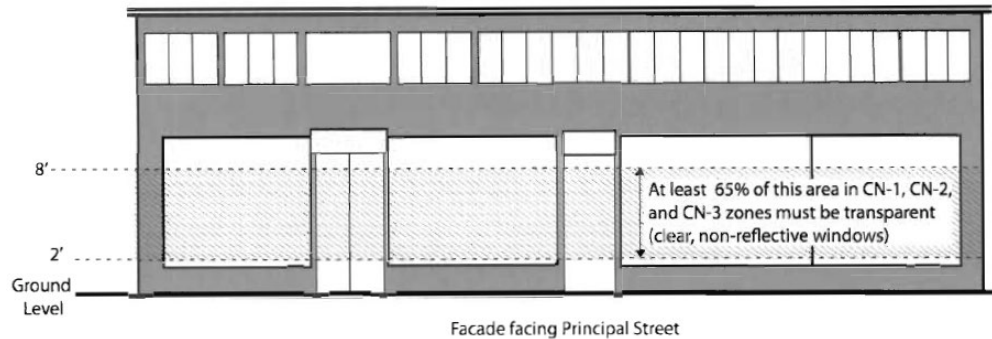 8'
At least 65% of this area in CN-1, CN-2,
and CN-3 zones must be transparent
(clear, non-reflective windows)
2'
Ground
Level
Facade facing Principal Street